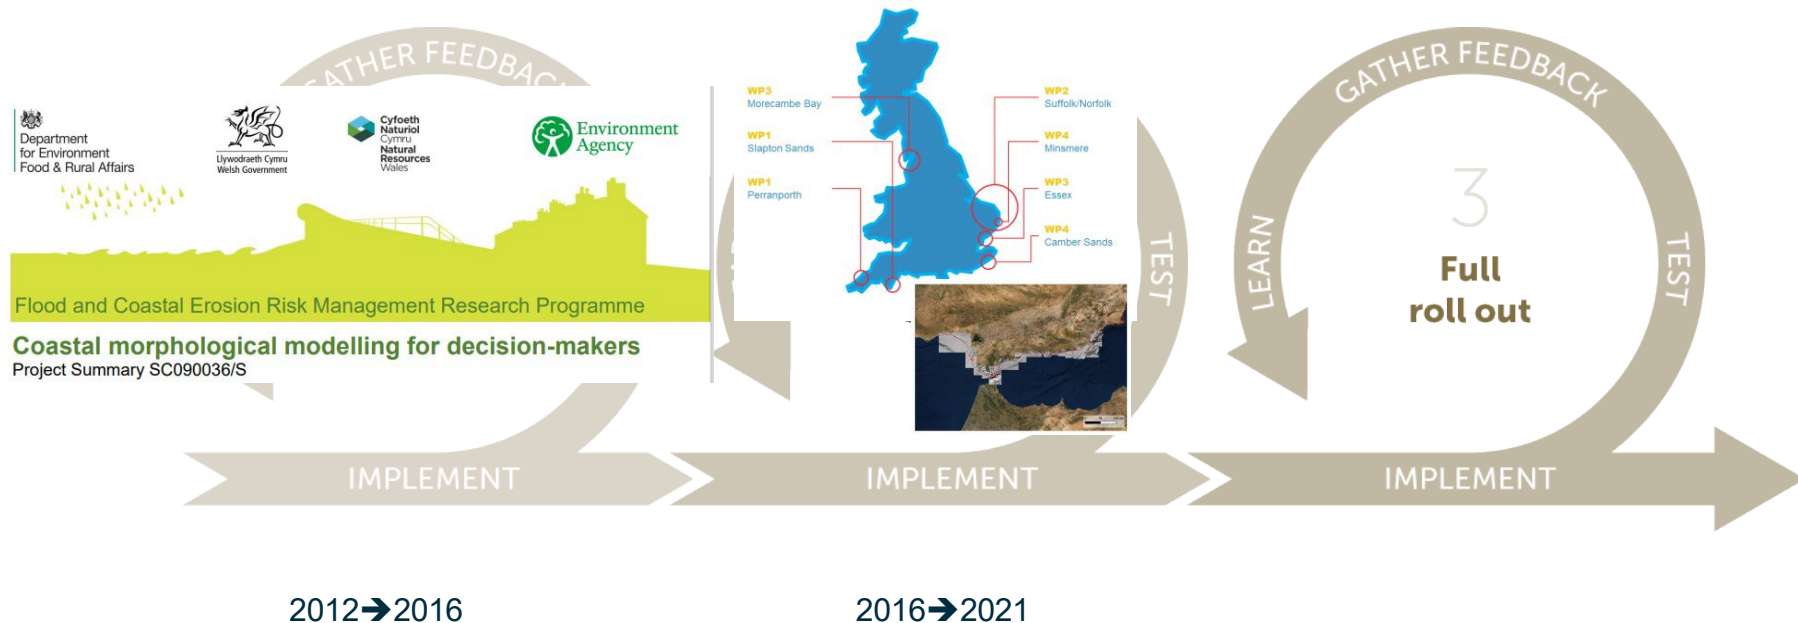 GATHER FEEDBACK
Department
for Environment
Food & Rural Affairs
Llywodraeth Cymru
Welsh Government
Cyfoeth
Naturiol
Cymru
Natural
Resources
Wales
Environment
Agency
Flood and Coastal Erosion Risk Management Research Programme
Coastal morphological modelling for decision-makers
Project Summary SC090036/S
IMPLEMENT
2012➔2016
WP3
Morecambe Bay
WP1
Slapton Sands
WP1
Perranporth
WP2
Suffolk/Norfolk
WP4
Minsmere
WP3
Essex
WP4
Camber Sands
TEST
IMPLEMENT
2016➔2021
GATHER FEEDBACK
LEARN
TEST
3
Full
roll out
IMPLEMENT